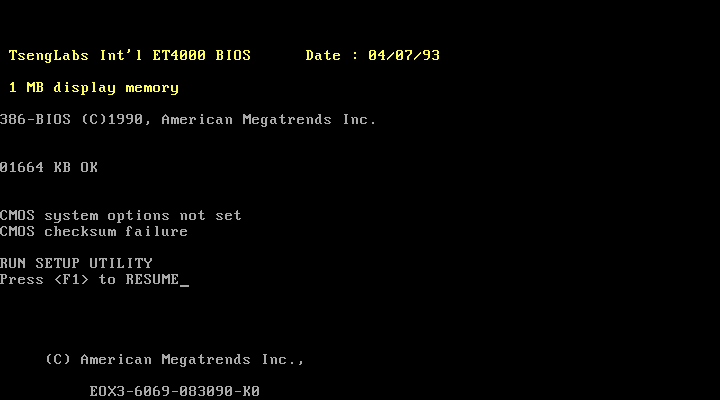 TsengLabs Int'l ET4000 BIOS      Date : 04/07/93
1 MB display memory
386-BIOS (C)1990, American Megatrends Inc.
01664 KB OK
CMOS system options not set
CMOS checksum failure
RUN SETUP UTILITY
Press <F1> to RESUME_
(C) American Megatrends Inc.,
EOX3-6069-083090-K0